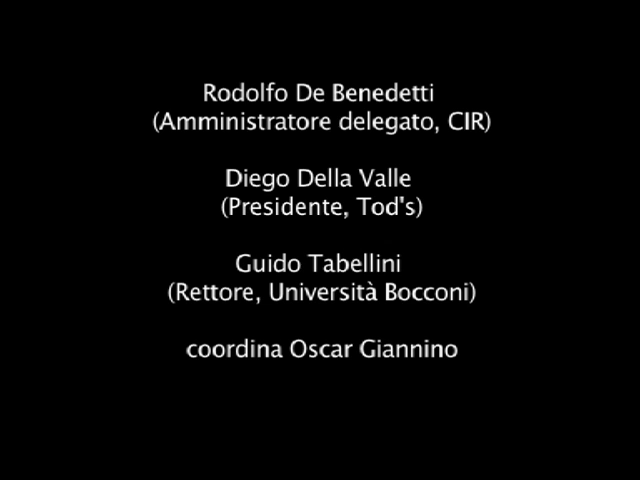 Rodolfo De Benedetti
(Amministratore delegato, CIR)
Diego Della Valle
(Presidente, Tod's)
Guido Tabellini
(Rettore, Università Bocconi)
coordina Oscar Giannino